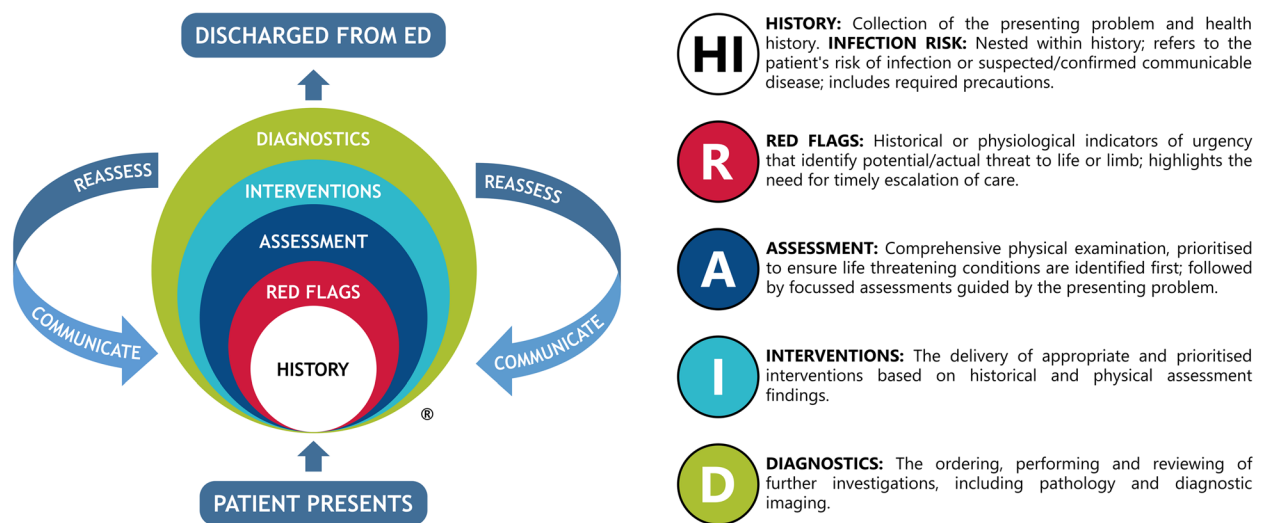 DISCHARGED FROM ED
DIAGNOSTICS
INTERVENTIONS
ASSESSMENT
RED FLAGS
HISTORY
REASSESS
COMMUNICATE
REASSESS
COMMUNICATE
®
PATIENT PRESENTS
HI
HISTORY: Collection of the presenting problem and health
history. INFECTION RISK: Nested within history; refers to the
patient's risk of infection or suspected/confirmed communicable
disease; includes required precautions.
R
RED FLAGS: Historical or physiological indicators of urgency
that identify potential/actual threat to life or limb; highlights the
need for timely escalation of care.
A
ASSESSMENT: Comprehensive physical examination, prioritised
to ensure life threatening conditions are identified first; followed
by focussed assessments guided by the presenting problem.
I
INTERVENTIONS: The delivery of appropriate and prioritised
interventions based on historical and physical assessment
findings.
D
DIAGNOSTICS: The ordering, performing and reviewing of
further investigations, including pathology and diagnostic
imaging.